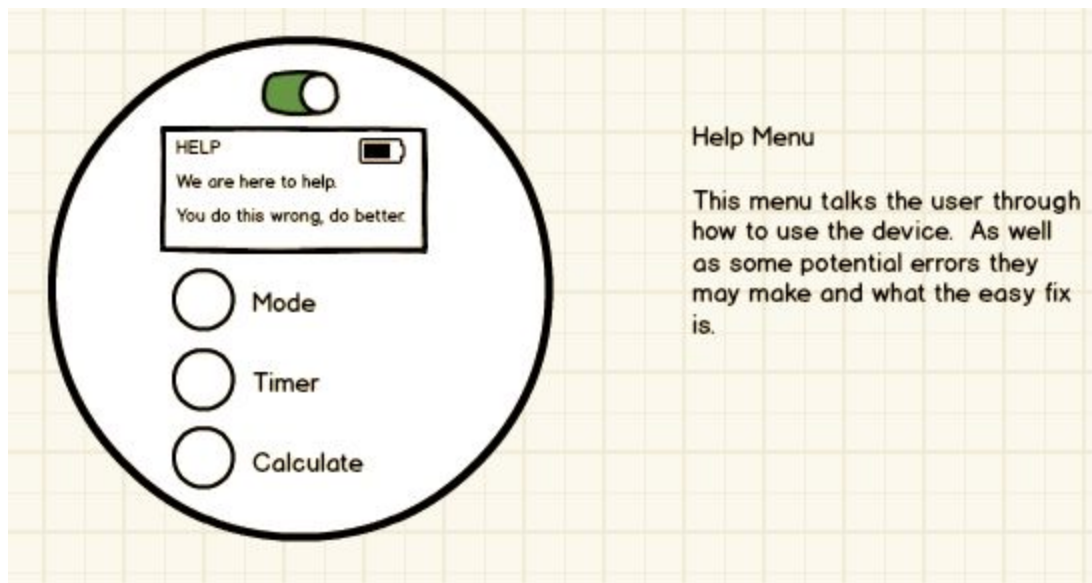 HELP
We are here to help.
You do this wrong, do better.
Mode
Timer
Calculate
Help Menu
This menu talks the user through
how to use the device. As well
as some potential errors they
may make and what the easy fix
is.